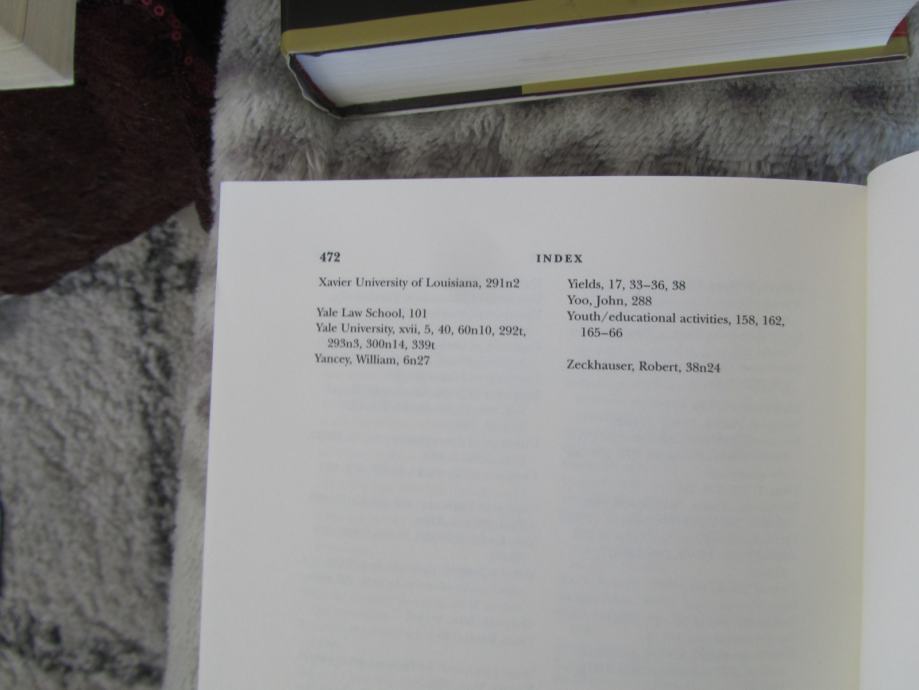 472
INDEX
Xavier University of Louisiana, 291n2
Yale Law School, 101
Yale University, xvii, 5, 40, 60n10, 292t,
293n3, 300n14, 339t
Yancey, William, 6n27
Yields, 17, 33–36, 38
Yoo, John, 288
Youth/educational activities, 158, 162,
165–66
Zeckhauser, Robert, 38n24